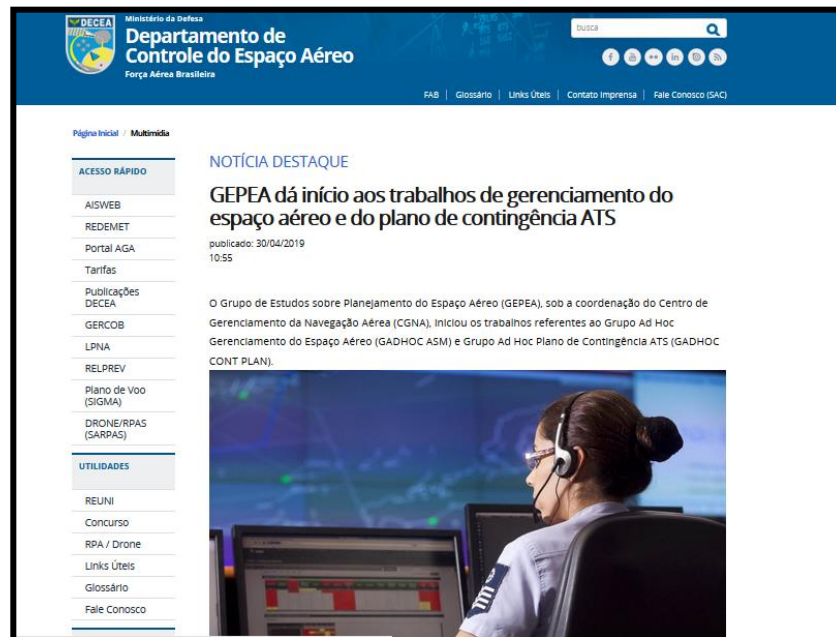 DECEA
Ministério da Defesa
Departamento de
Controle do Espaço Aéreo
Força Aérea Brasileira
busca
FAB | Glossário | Links Úteis | Contato Imprensa | Fale Conosco (SAC)
Página Inicial / Multimídia
ACESSO RÁPIDO
AISWEB
REDEMET
Portal AGA
Tarifas
Publicações
DECEA
GERCOB
LPNA
RELPREV
Plano de Voo
(SIGMA)
DRONE/RPAS
(SARPAS)
UTILIDADES
REUNI
Concurso
RPA / Drone
Links Úteis
Glossário
Fale Conosco
NOTÍCIA DESTAQUE
GEPEA dá início aos trabalhos de gerenciamento do
espaço aéreo e do plano de contingência ATS
publicado: 30/04/2019
10:55
O Grupo de Estudos sobre Planejamento do Espaço Aéreo (GEPEA), sob a coordenação do Centro de
Gerenciamento da Navegação Aérea (CGNA), iniciou os trabalhos referentes ao Grupo Ad Hoc
Gerenciamento do Espaço Aéreo (GADHOC ASM) e Grupo Ad Hoc Plano de Contingência ATS (GADHOC
CONT PLAN).